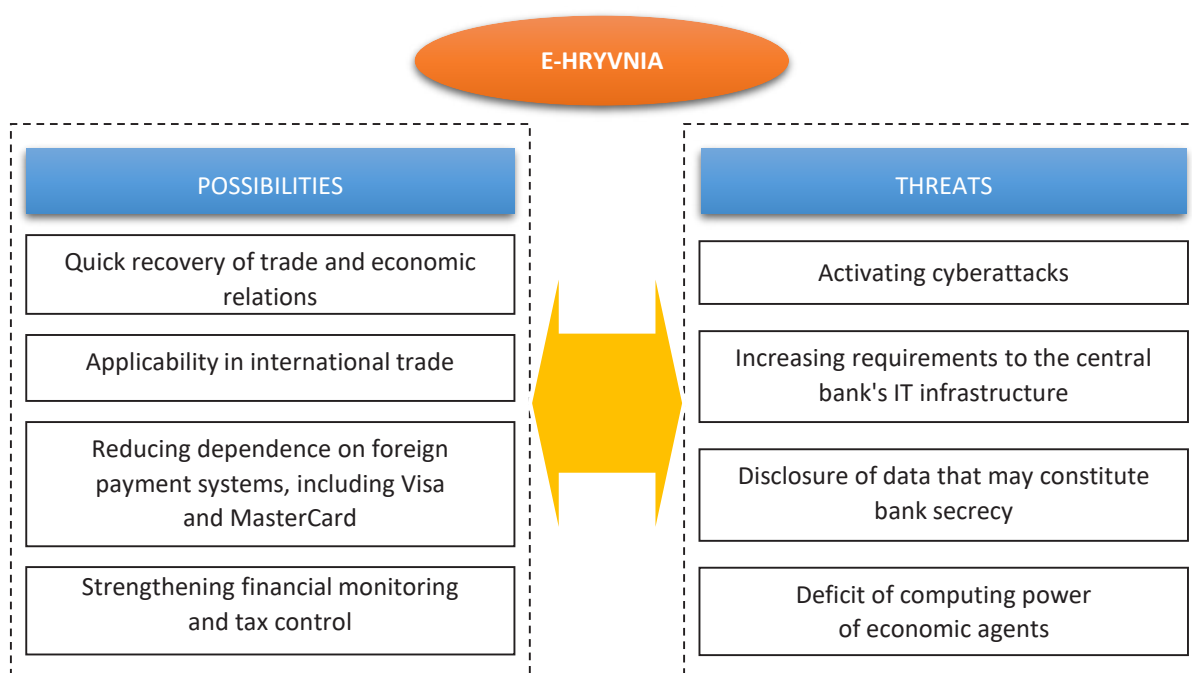 E-HRYVNIA
POSSIBILITIES
Quick recovery of trade and economic
relations
Applicability in international trade
Reducing dependence on foreign
payment systems, including Visa
and MasterCard
Strengthening financial monitoring
and tax control
THREATS
Activating cyberattacks
Increasing requirements to the central
bank's IT infrastructure
Disclosure of data that may constitute
bank secrecy
Deficit of computing power
of economic agents